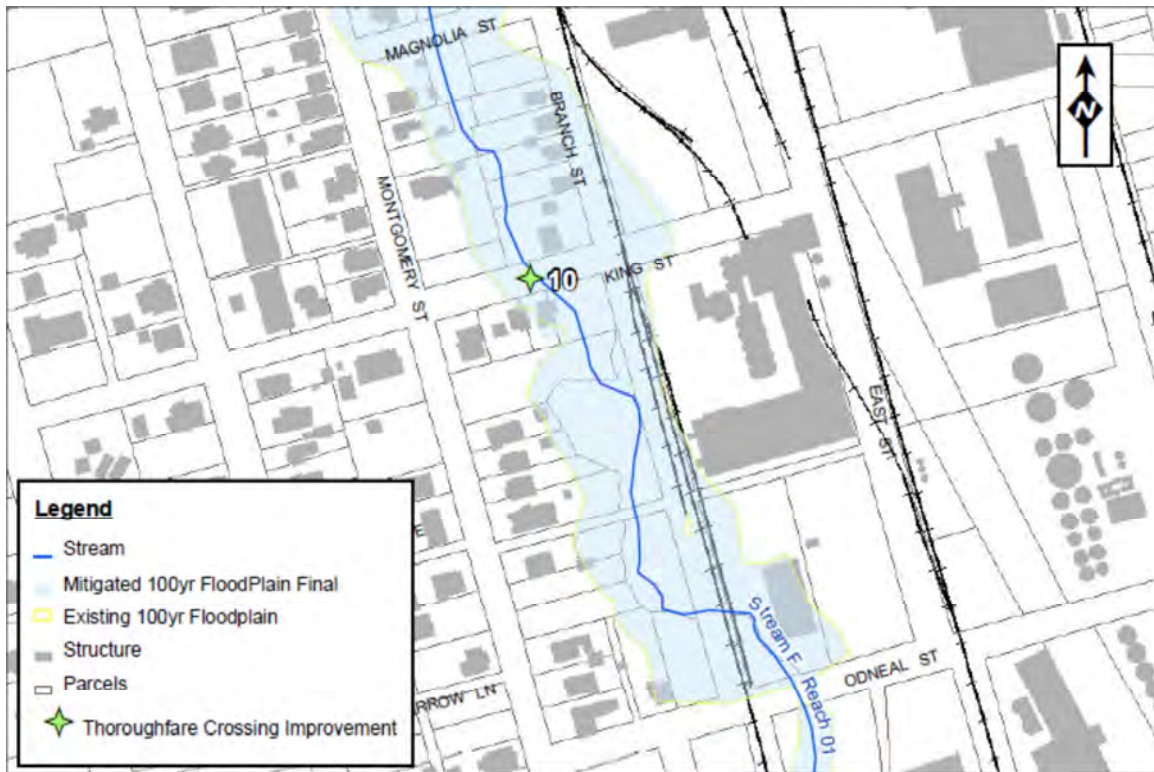 MAGNOLIA ST
N
BRANCH ST
MONTGOMERY ST
10
KING ST
EAST ST
Legend
Stream
Mitigated 100yr FloodPlain Final
Existing 100yr Floodplain
Structure
Parcels
Thoroughfare Crossing Improvement
E
Stream F Reach 01
ODNEAL ST
RROW LN